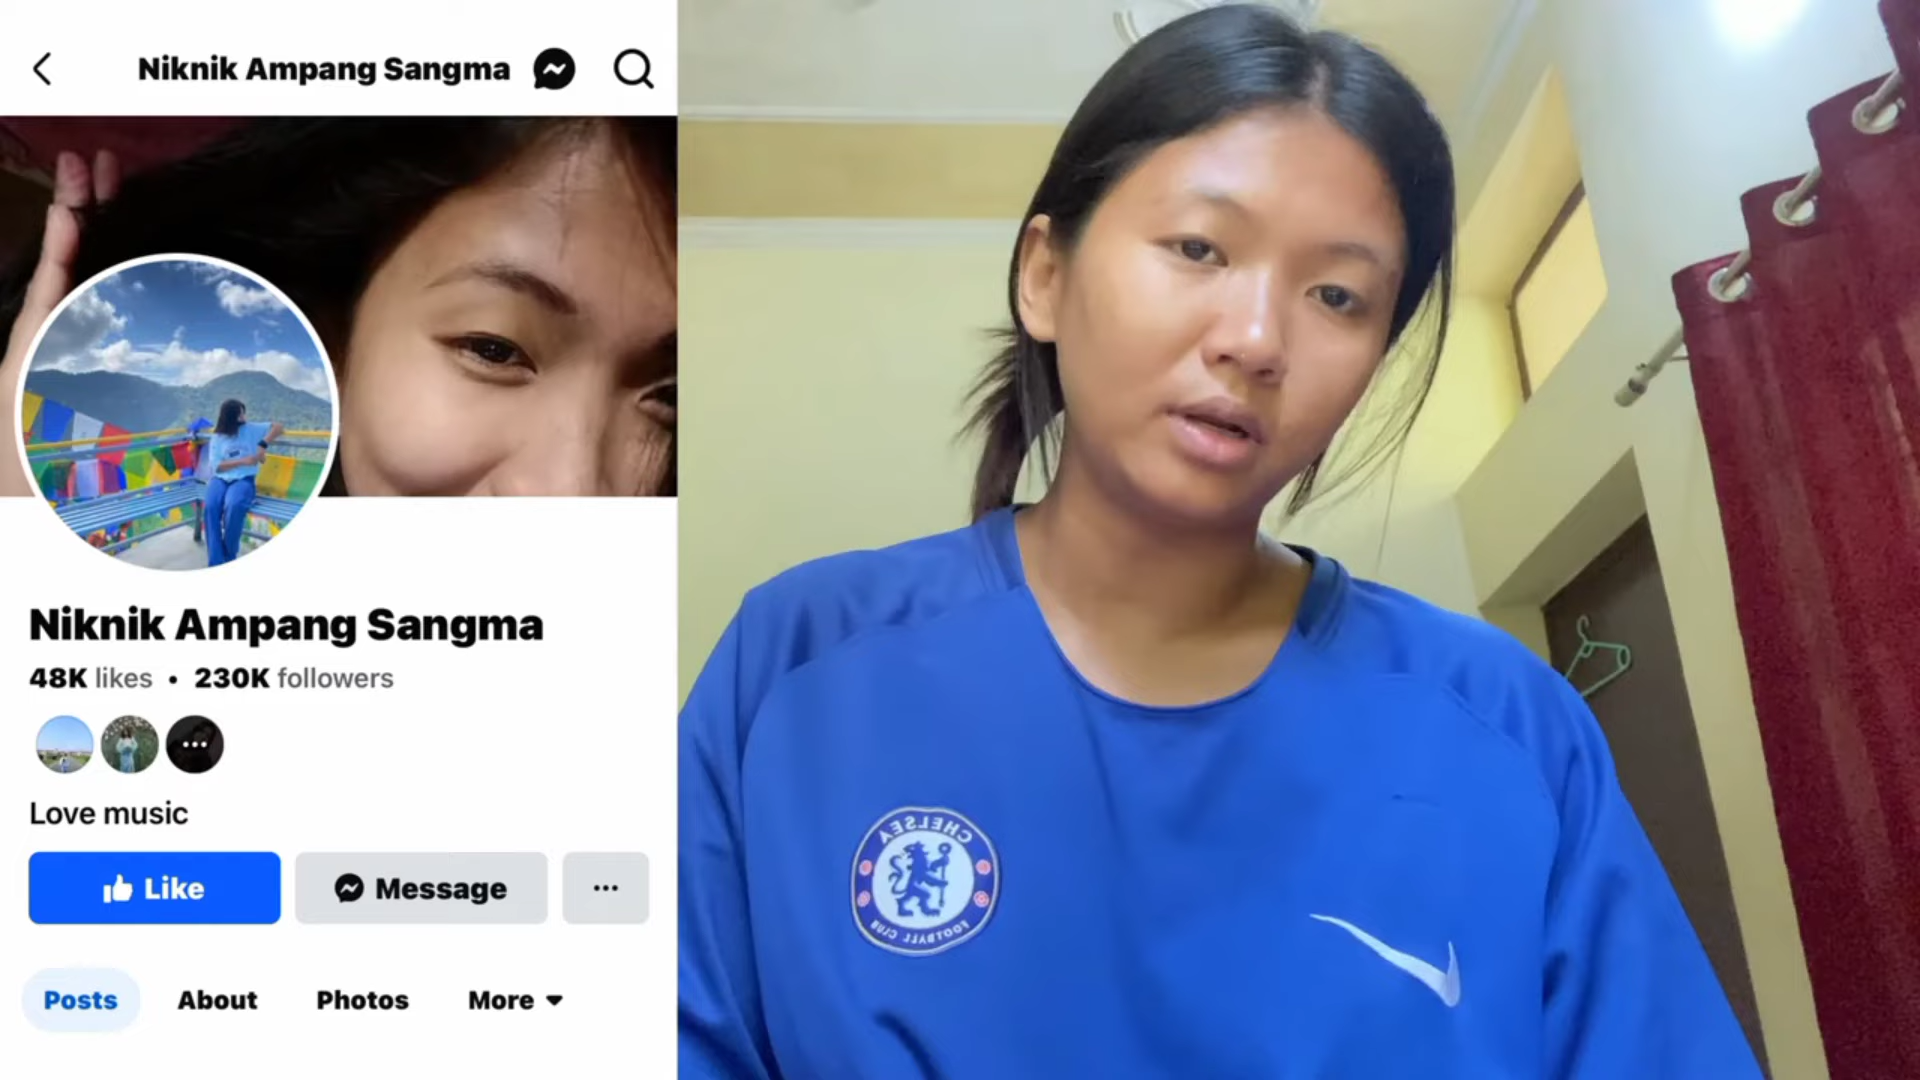 Niknik Ampang Sangma
Niknik Ampang Sangma
48K likes • 230K followers
Love music
Like
Message
Posts
About
Photos
More
CHELSEA
FOOTBALL CLUB